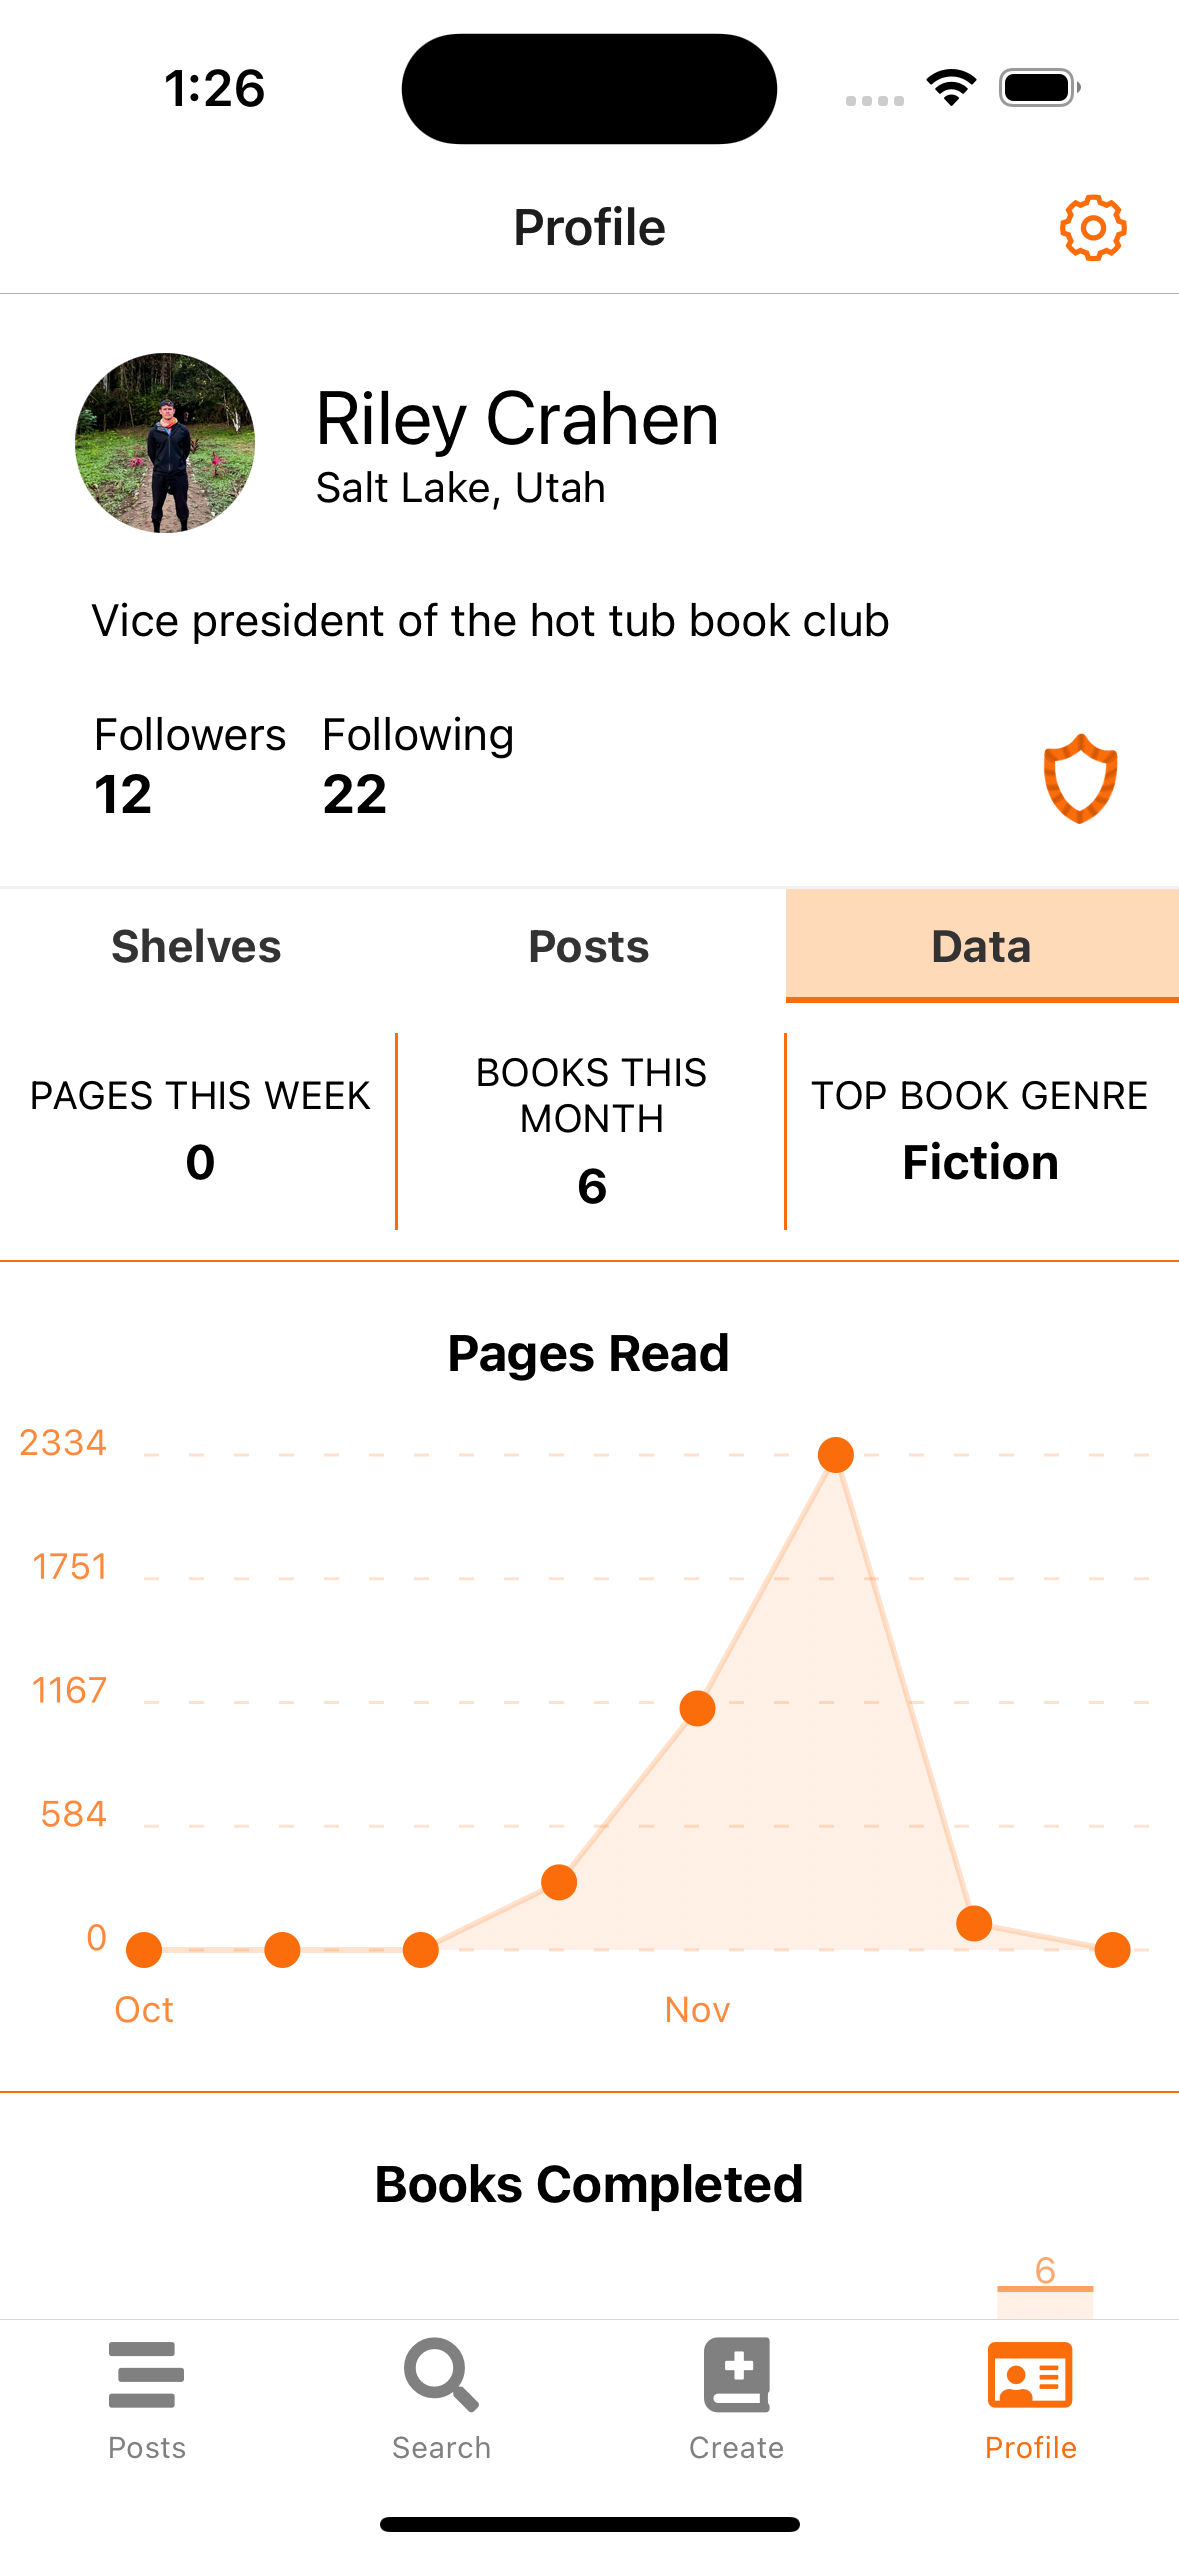 1:26
Profile
Riley Crahen
Salt Lake, Utah
Vice president of the hot tub book club
Followers Following
12 22
Shelves Posts Data
PAGES THIS WEEK
0
BOOKS THIS
MONTH
6
TOP BOOK GENRE
Fiction
Pages Read
2334
1751
1167
584
0
Oct Nov
Books Completed
6
Posts Search Create Profile